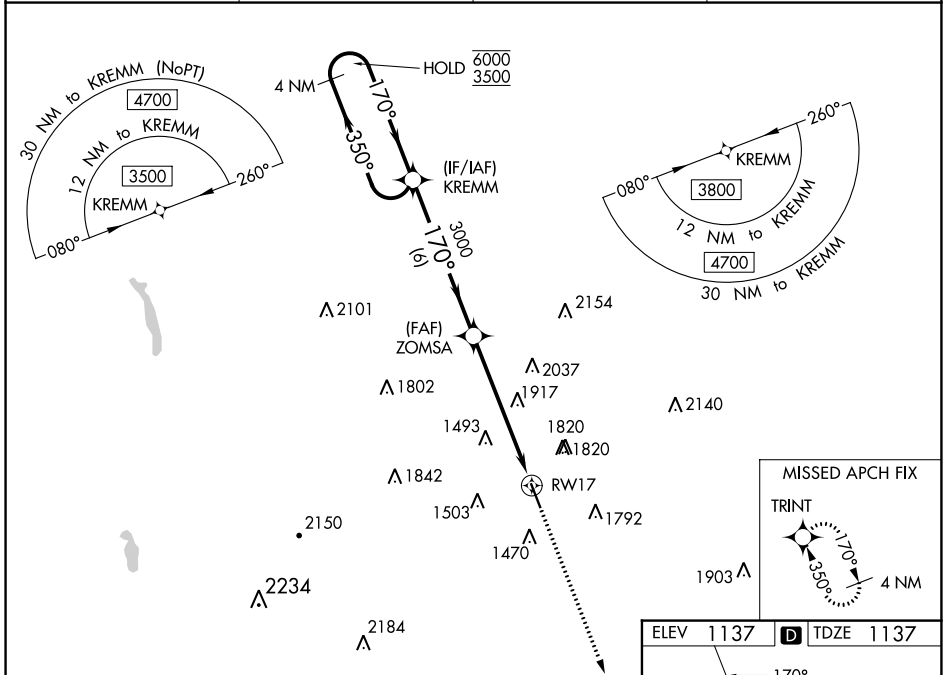 30 NM to KREMM (NoPT)
4700
12 NM to KREMM
3500
KREMM
260°
080°
HOLD 6000
3500
4 NM
170°
350°
(IF/IAF)
KREMM
3000
170°
(6)
260°
KREMM
080°
3800
12 NM to KREMM
4700
30 NM to KREMM
2101
2154
(FAF)
ZOMSA
2037
1802
1917
2140
1493
1820
1820
1842
RW17
1503
1792
2150
1470
1903
2234
2184
MISSED APCH FIX
TRINT
170°
350°
4 NM
ELEV 1137 D TDZE 1137
170°